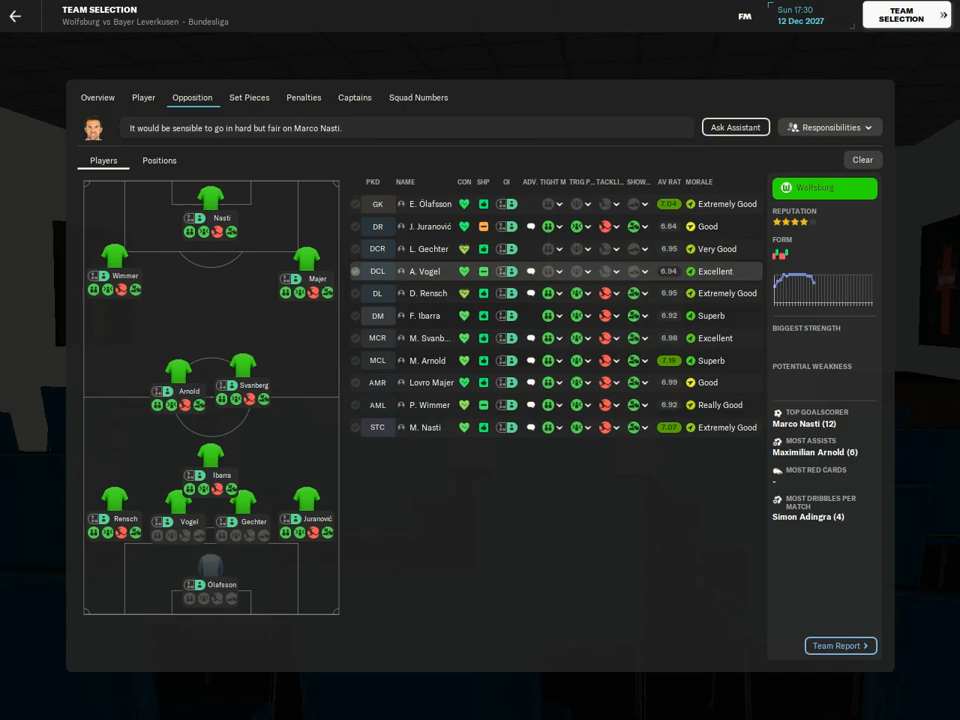 TEAM SELECTION
Wolfsburg vs Bayer Leverkusen - Bundesliga
FM
Sun 17:30
12 Dec 2027
TEAM SELECTION
Overview Player Opposition Set Pieces Penalties Captains Squad Numbers
It would be sensible to go in hard but fair on Marco Nasti.
Ask Assistant
Responsibilities
Players Positions
Clear
PKD NAME CON SHP OI ADV. TIGHT M TRIG P... TACKLI... SHOW... AV RAT MORALE
GK E. Ólafsson 7.04 Extremely Good
DR J. Juranović 6.64 Good
DCR L. Gechter 6.95 Very Good
DCL A. Vogel 6.94 Excellent
DL D. Rensch 6.95 Extremely Good
DM F. Ibarra 6.92 Superb
MCR M. Svanb... 6.98 Excellent
MCL M. Arnold 7.19 Superb
AMR Lovro Majer 6.99 Good
AML P. Wimmer 6.92 Really Good
STC M. Nasti 7.07 Extremely Good
Nasti
Wimmer
Majer
Arnold
Svanberg
Ibarra
Rensch
Vogel
Gechter
Juranović
Ólafsson
Wolfsburg
REPUTATION
FORM
BIGGEST STRENGTH
POTENTIAL WEAKNESS
TOP GOALSCORER
Marco Nasti (12)
MOST ASSISTS
Maximilian Arnold (6)
MOST RED CARDS
-
MOST DRIBBLES PER
MATCH
Simon Adingra (4)
Team Report